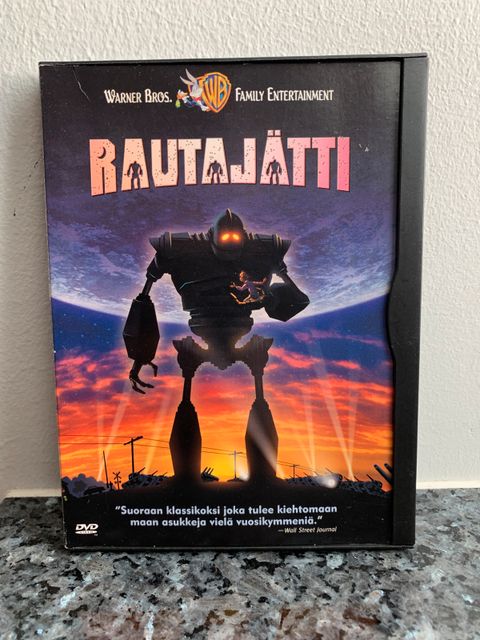 WARNER BROS. WB FAMILY ENTERTAINMENT
RAUTAJÄTTI
"Suoraan klassikoksi joka tulee kiehtomaan
maan asukkeja vielä vuosikymmeniä."
—Wall Street Journal
DVD